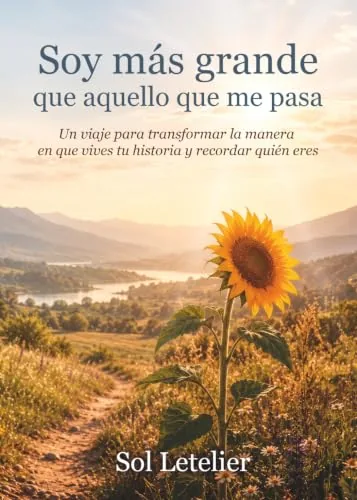 Soy más grande
que aquello que me pasa
Un viaje para transformar la manera
en que vives tu historia y recordar quién eres
Sol Letelier